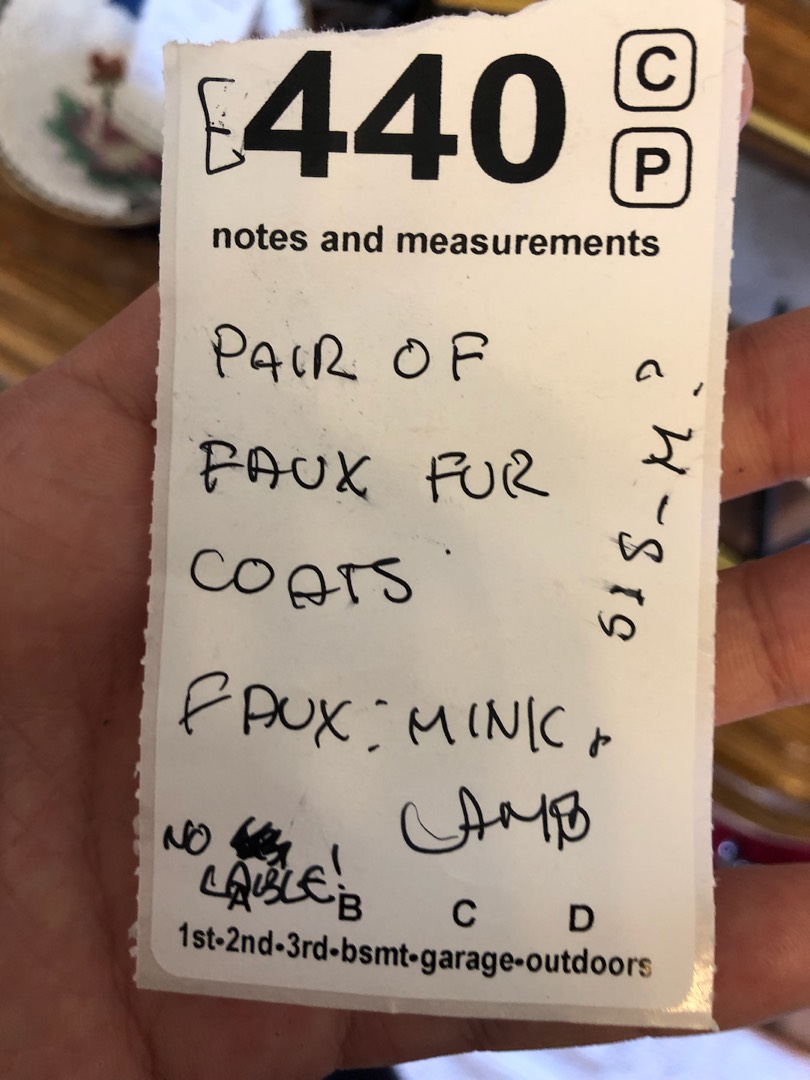 E440 C
P
notes and measurements
PAIR OF
FAUX FUR
COATS
FAUX: MINK +
LAMB
NO
A B C D
1st-2nd-3rd-bsmt-garage-outdoors